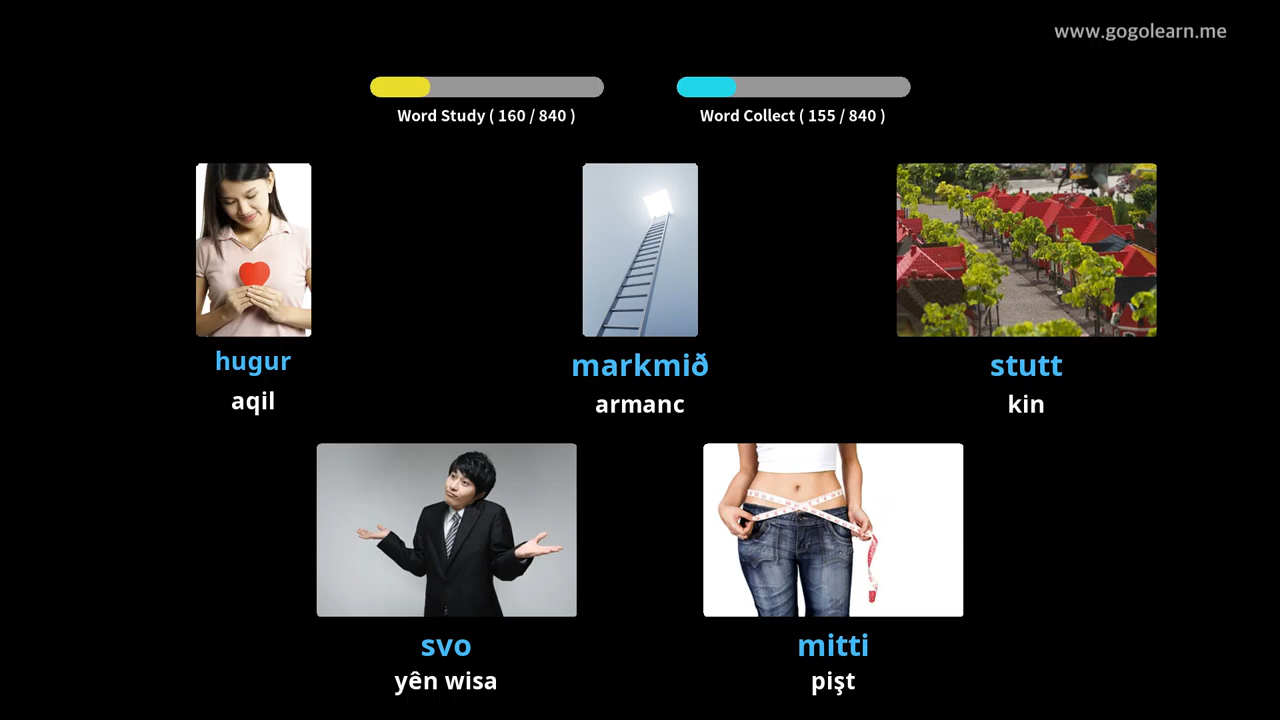 www.gogolearn.me
Word Study ( 160 / 840 )
Word Collect ( 155 / 840 )
hugur
markmið
stutt
aqil
armanc
kin
svo
mitti
yên wisa
pişt